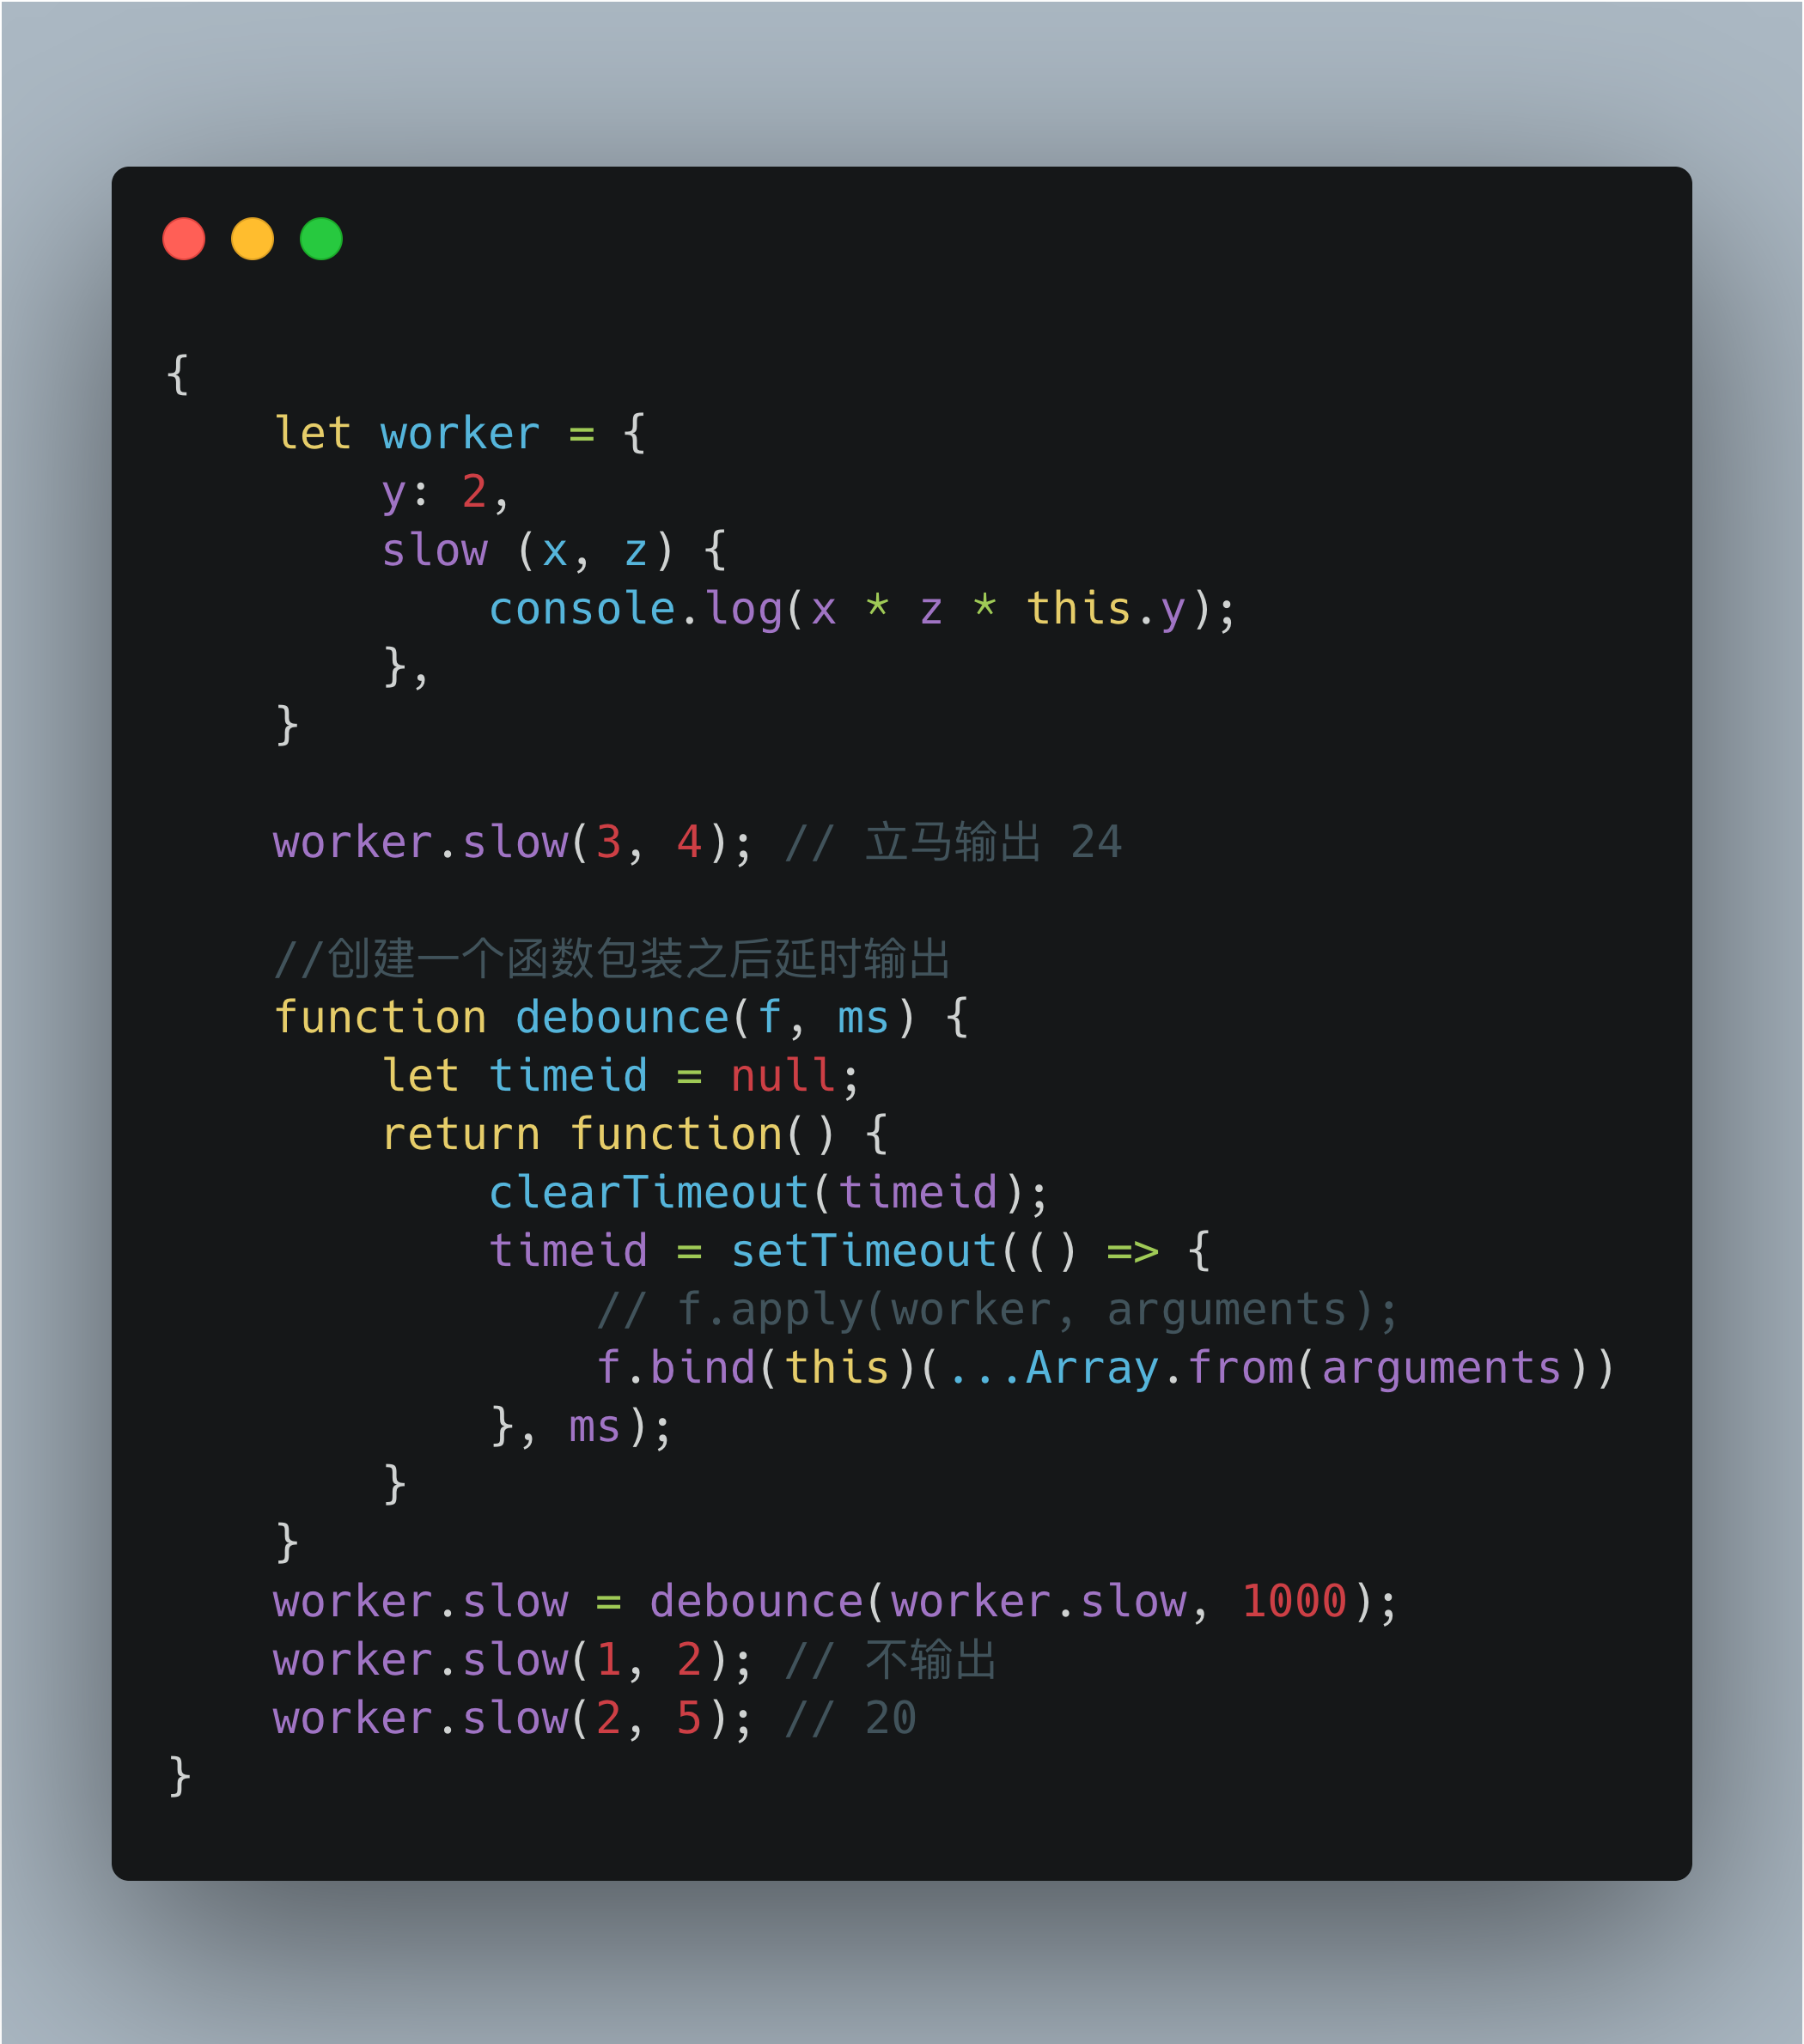 {
    let worker = {
        y: 2,
        slow (x, z) {
            console.log(x * z * this.y);
        },
    }

    worker.slow(3, 4); // 立马输出 24

    //创建一个函数包装之后延时输出
    function debounce(f, ms) {
        let timeid = null;
        return function() {
            clearTimeout(timeid);
            timeid = setTimeout(() => {
                // f.apply(worker, arguments);
                f.bind(this)(...Array.from(arguments))
            }, ms);
        }
    }
    worker.slow = debounce(worker.slow, 1000);
    worker.slow(1, 2); // 不输出
    worker.slow(2, 5); // 20
}